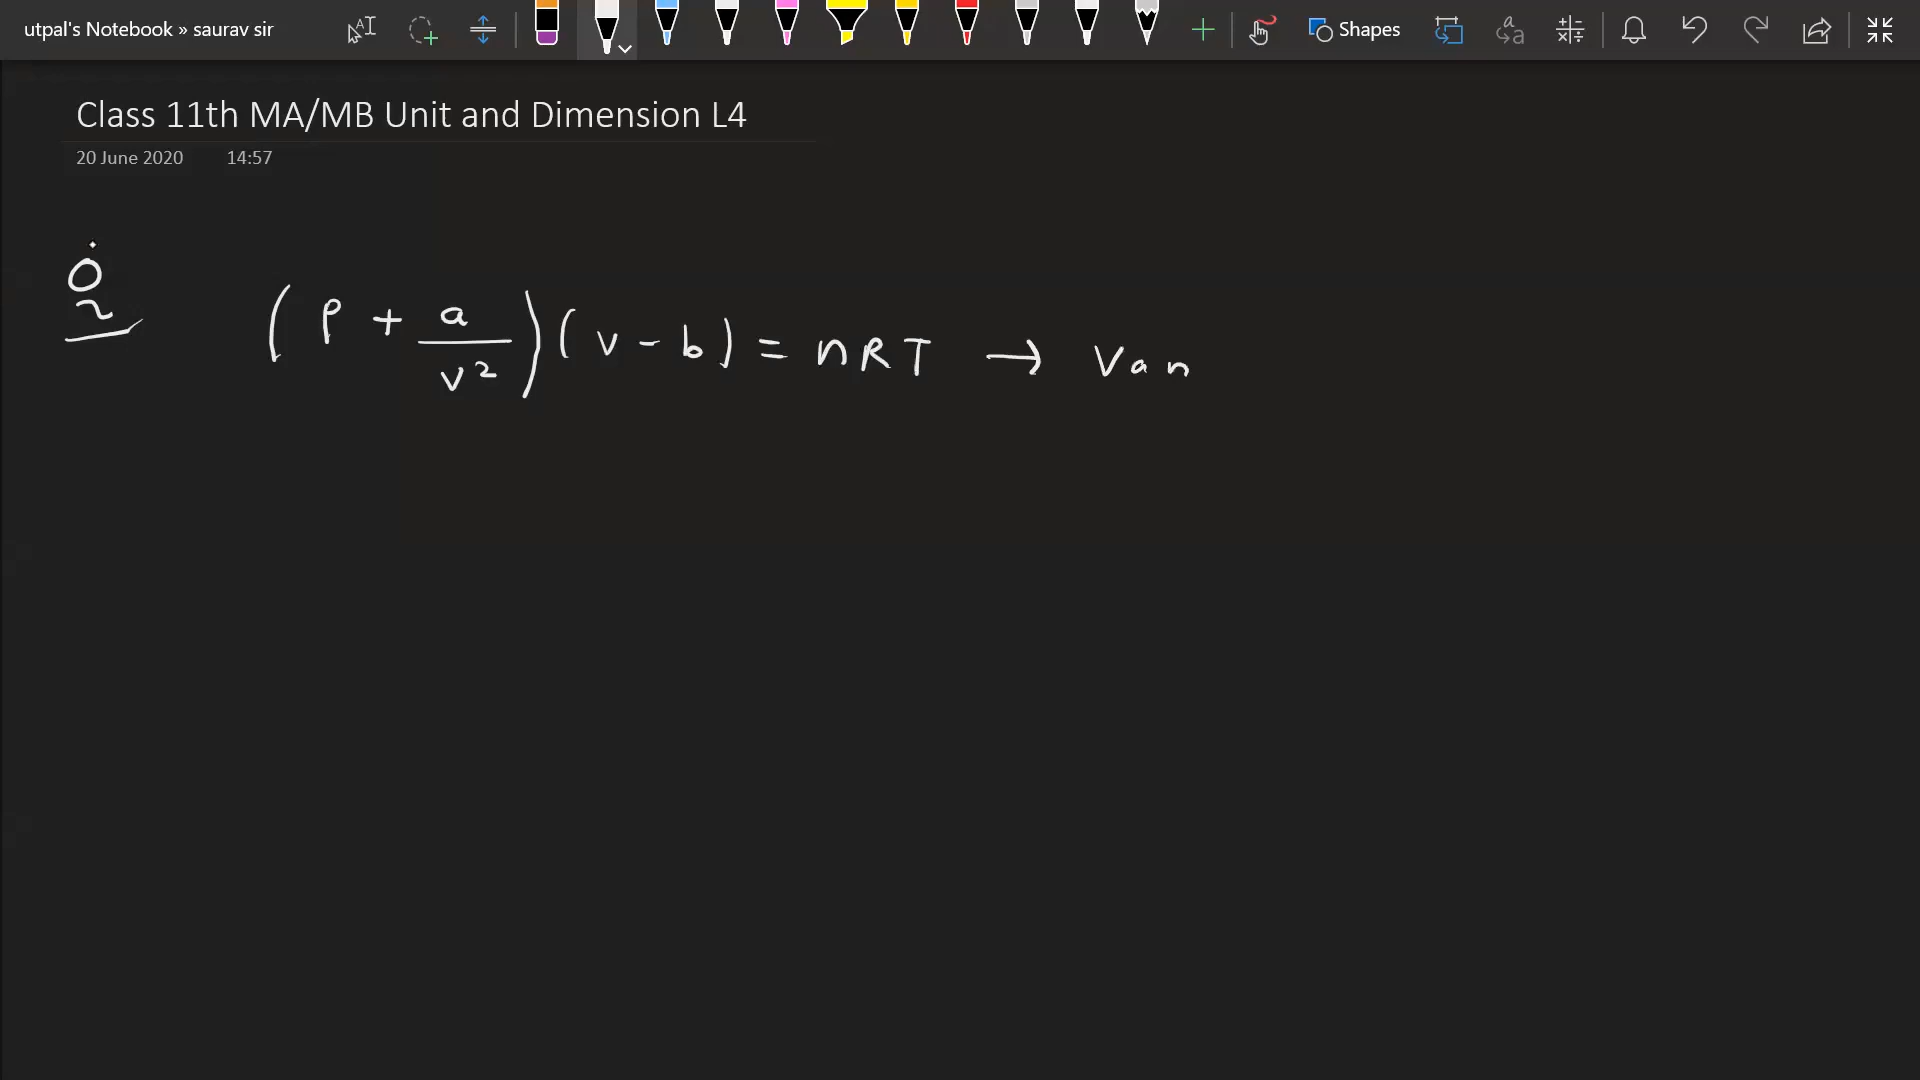 utpal's Notebook » saurav sir
Shapes
Class 11th MA/MB Unit and Dimension L4
20 June 2020 14:57
Q (P + a/v²) (v - b) = nRT → Van